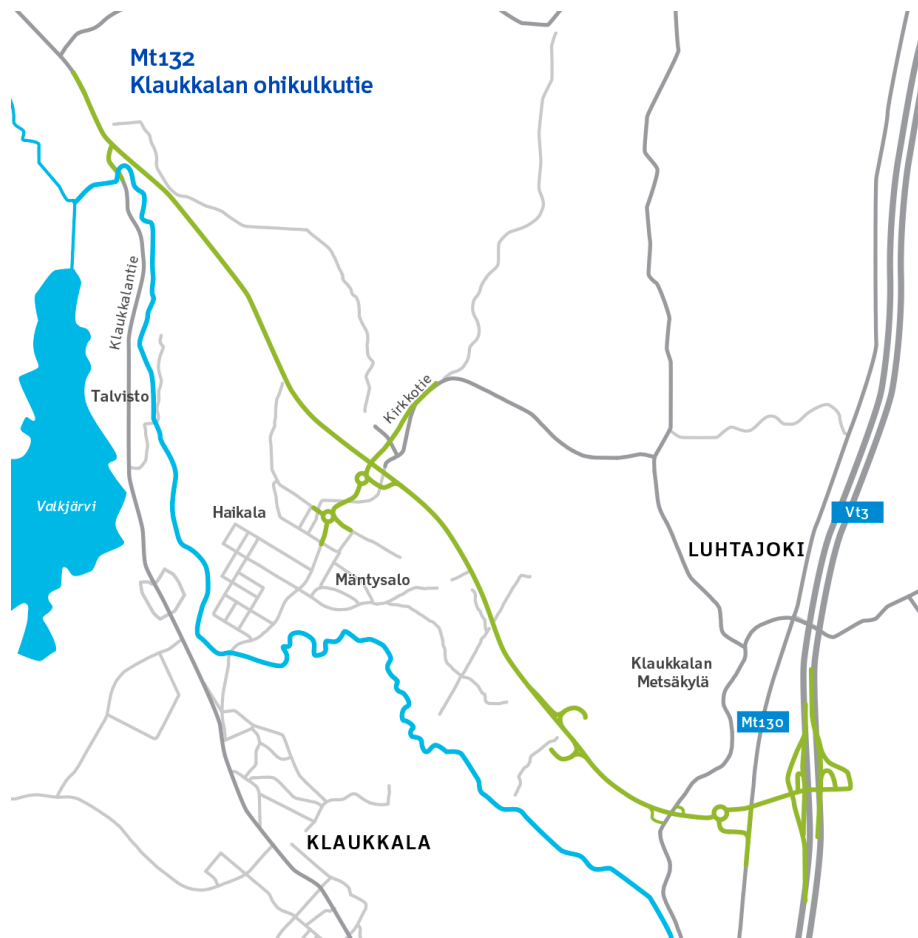 Mt132
Klaukkalan ohikulkutie
Klaukkalantie
Talvisto
Kirkkotie
Valkjärvi
Haikala
Vt3
LUHTAJOKI
Mäntysalo
Klaukkalan
Metsäkylä
Mt130
KLAUKKALA